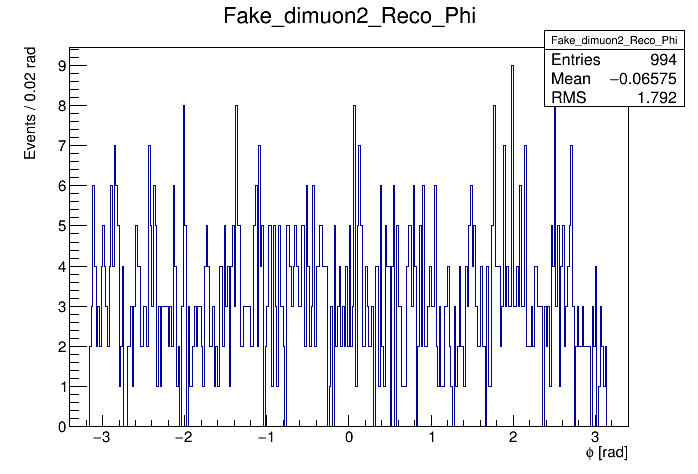 Fake_dimuon2_Reco_Phi
Fake_dimuon2_Reco_Phi
Entries 994
Mean −0.06575
RMS 1.792
Events / 0.02 rad
9
8
7
6
5
4
3
2
1
0
−3 −2 −1 0 1 2 3
ϕ [rad]